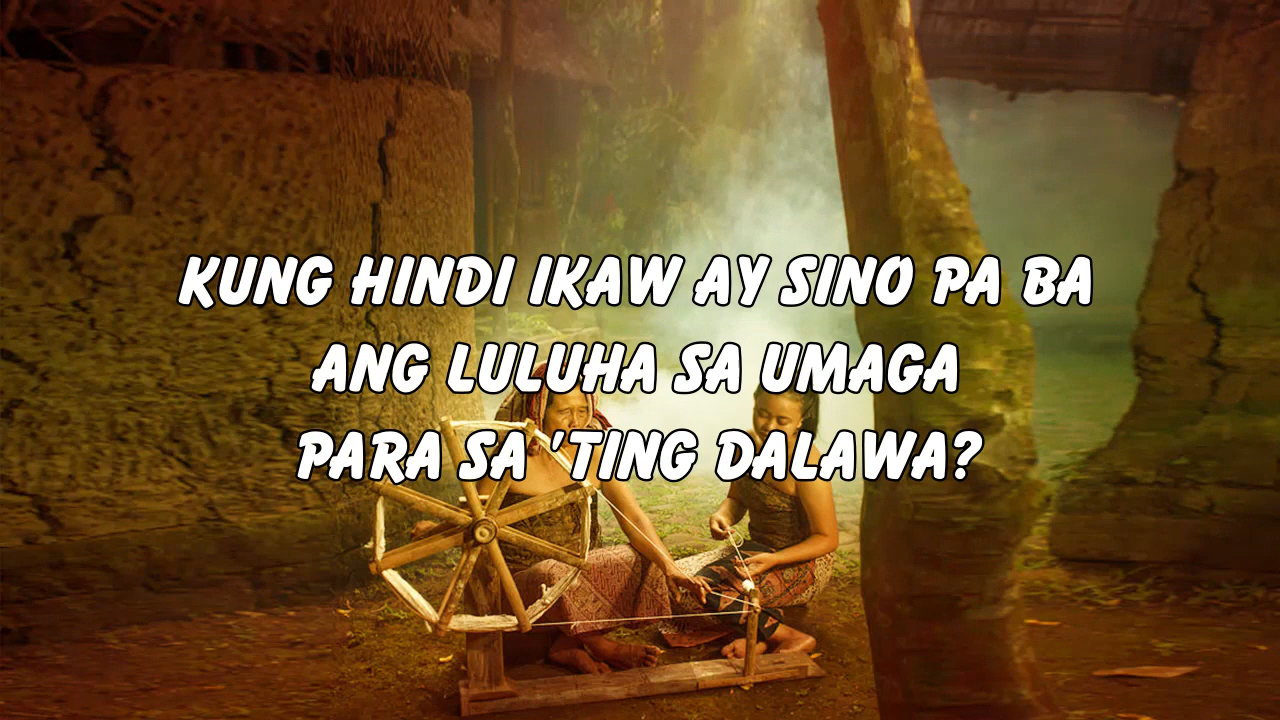 KUNG HINDI IKAW AY SINO PA BA
ANG LULUHA SA UMAGA
PARA SA 'TING DALAWA?